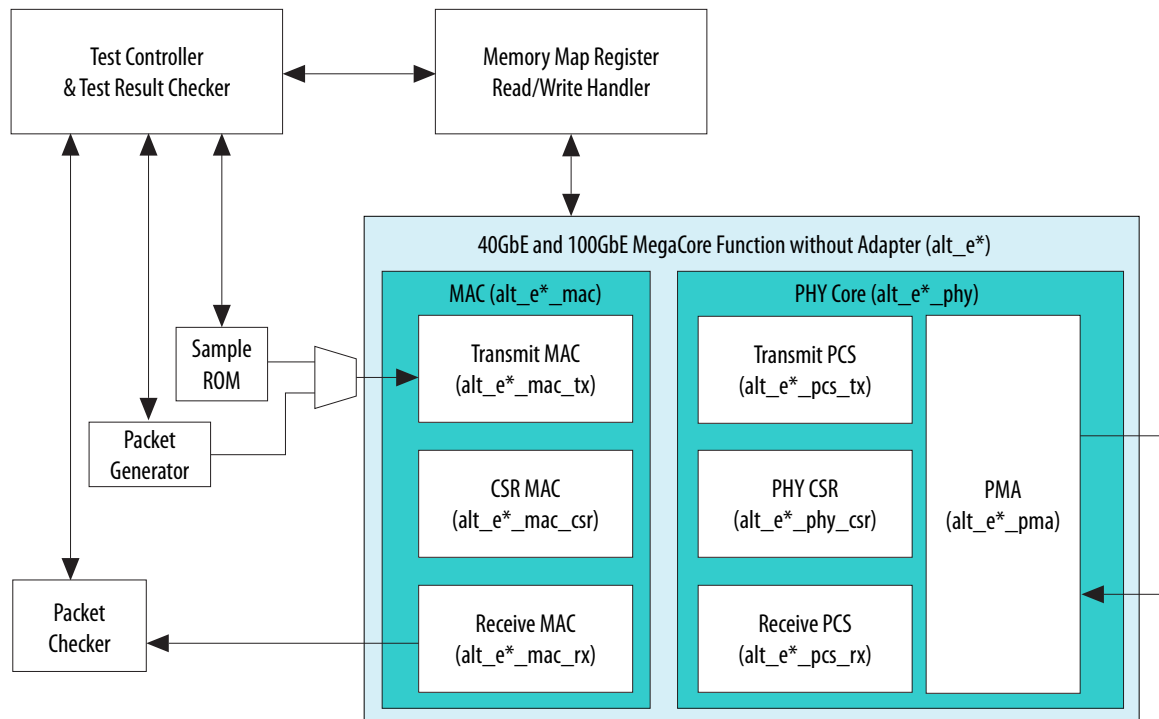 Test Controller
& Test Result Checker
Memory Map Register
Read/Write Handler
40GbE and 100GbE MegaCore Function without Adapter (alt_e*)
MAC (alt_e*_mac)
PHY Core (alt_e*_phy)
Sample
ROM
Transmit MAC
(alt_e*_mac_tx)
Transmit PCS
(alt_e*_pcs_tx)
Packet
Generator
CSR MAC
(alt_e*_mac_csr)
PHY CSR
(alt_e*_phy_csr)
PMA
(alt_e*_pma)
Packet
Checker
Receive MAC
(alt_e*_mac_rx)
Receive PCS
(alt_e*_pcs_rx)